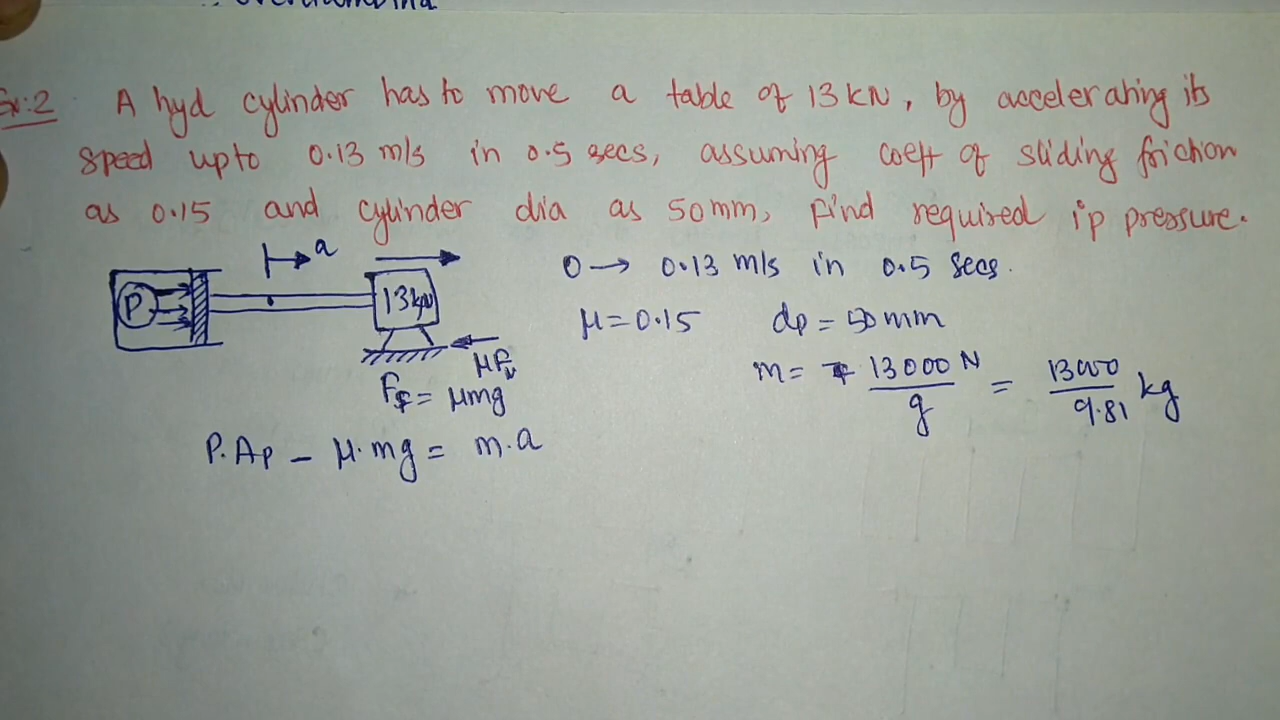 Ex:2 A hyd cylinder has to move a table of 13 kN, by accelerating its
speed upto 0.13 m/s in 0.5 secs, assuming coeff of sliding friction
as 0.15 and cylinder dia as 50mm, Find required i/p pressure.
a
P
13kN
0 → 0.13 m/s in 0.5 secs.
μ = 0.15 dp = 50 mm
μFN
Ff = μmg
m = 13000 N / g = 13000 / 9.81 kg
P.Ap - μ.mg = m.a